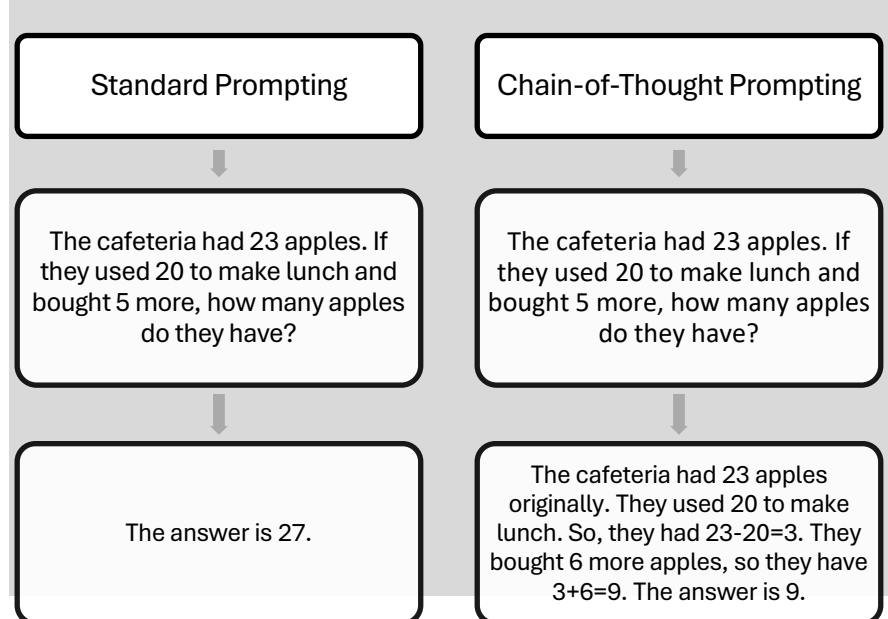 Standard Prompting
The cafeteria had 23 apples. If
they used 20 to make lunch and
bought 5 more, how many apples
do they have?
The answer is 27.
Chain-of-Thought Prompting
The cafeteria had 23 apples. If
they used 20 to make lunch and
bought 5 more, how many apples
do they have?
The cafeteria had 23 apples
originally. They used 20 to make
lunch. So, they had 23-20=3. They
bought 6 more apples, so they have
3+6=9. The answer is 9.